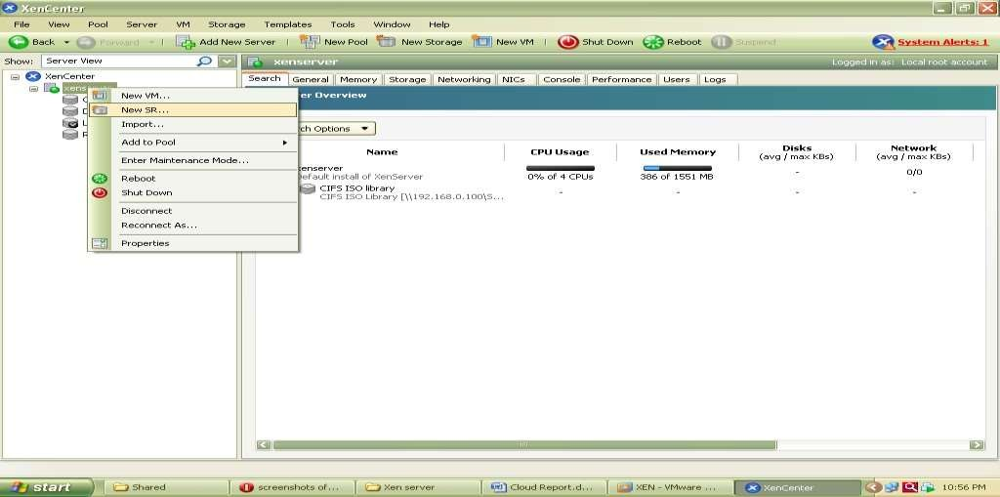 XenCenter
File View Pool Server VM Storage Templates Tools Window Help
Back Forward Add New Server New Pool New Storage New VM Shut Down Reboot Suspend System Alerts: 1
Show: Server View
xenserver Logged in as: Local root account
XenCenter
Search General Memory Storage Networking NICs Console Performance Users Logs
er Overview
New VM...
New SR...
Import...
Add to Pool
Enter Maintenance Mode...
Reboot
Shut Down
Disconnect
Reconnect As...
Properties
ch Options
Name CPU Usage Used Memory Disks (avg / max KBs) Network (avg / max KBs)
enserver
Default install of XenServer 0% of 4 CPUs 386 of 1551 MB - 0/0
CIFS ISO library
CIFS ISO Library [\\192.168.0.100\S... - - - -
start Shared screenshots of... Xen server Cloud Report.d... XEN - VMware ... XenCenter 10:56 PM